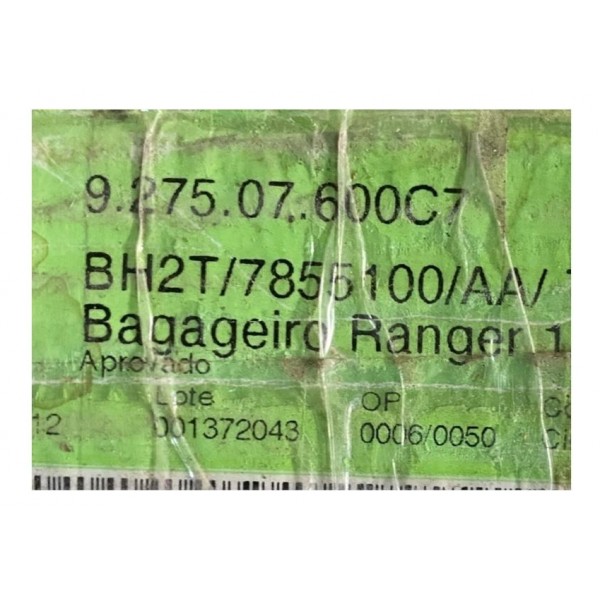 9.275.07.600C7
BH2T/7855100/AA/
Bagageiro Ranger 1
Aprovado
Lote OP
12 001372043 0006/0050